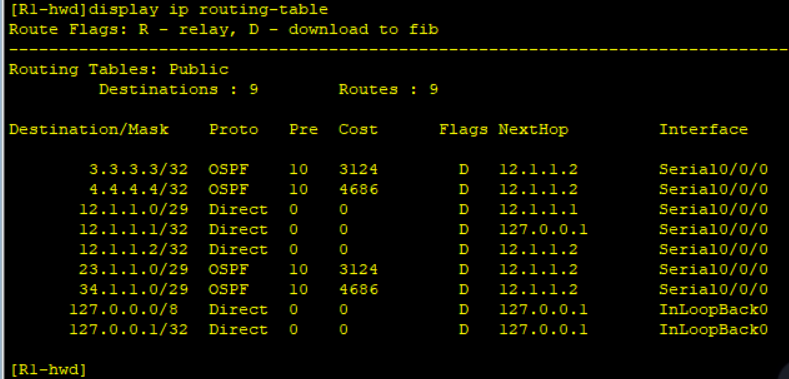 [R1-hwd]display ip routing-table
Route Flags: R - relay, D - download to fib
------------------------------------------------------------------------------
Routing Tables: Public
Destinations : 9 Routes : 9
Destination/Mask Proto Pre Cost Flags NextHop Interface
3.3.3.3/32 OSPF 10 3124 D 12.1.1.2 Serial0/0/0
4.4.4.4/32 OSPF 10 4686 D 12.1.1.2 Serial0/0/0
12.1.1.0/29 Direct 0 0 D 12.1.1.1 Serial0/0/0
12.1.1.1/32 Direct 0 0 D 127.0.0.1 Serial0/0/0
12.1.1.2/32 Direct 0 0 D 12.1.1.2 Serial0/0/0
23.1.1.0/29 OSPF 10 3124 D 12.1.1.2 Serial0/0/0
34.1.1.0/29 OSPF 10 4686 D 12.1.1.2 Serial0/0/0
127.0.0.0/8 Direct 0 0 D 127.0.0.1 InLoopBack0
127.0.0.1/32 Direct 0 0 D 127.0.0.1 InLoopBack0
[R1-hwd]